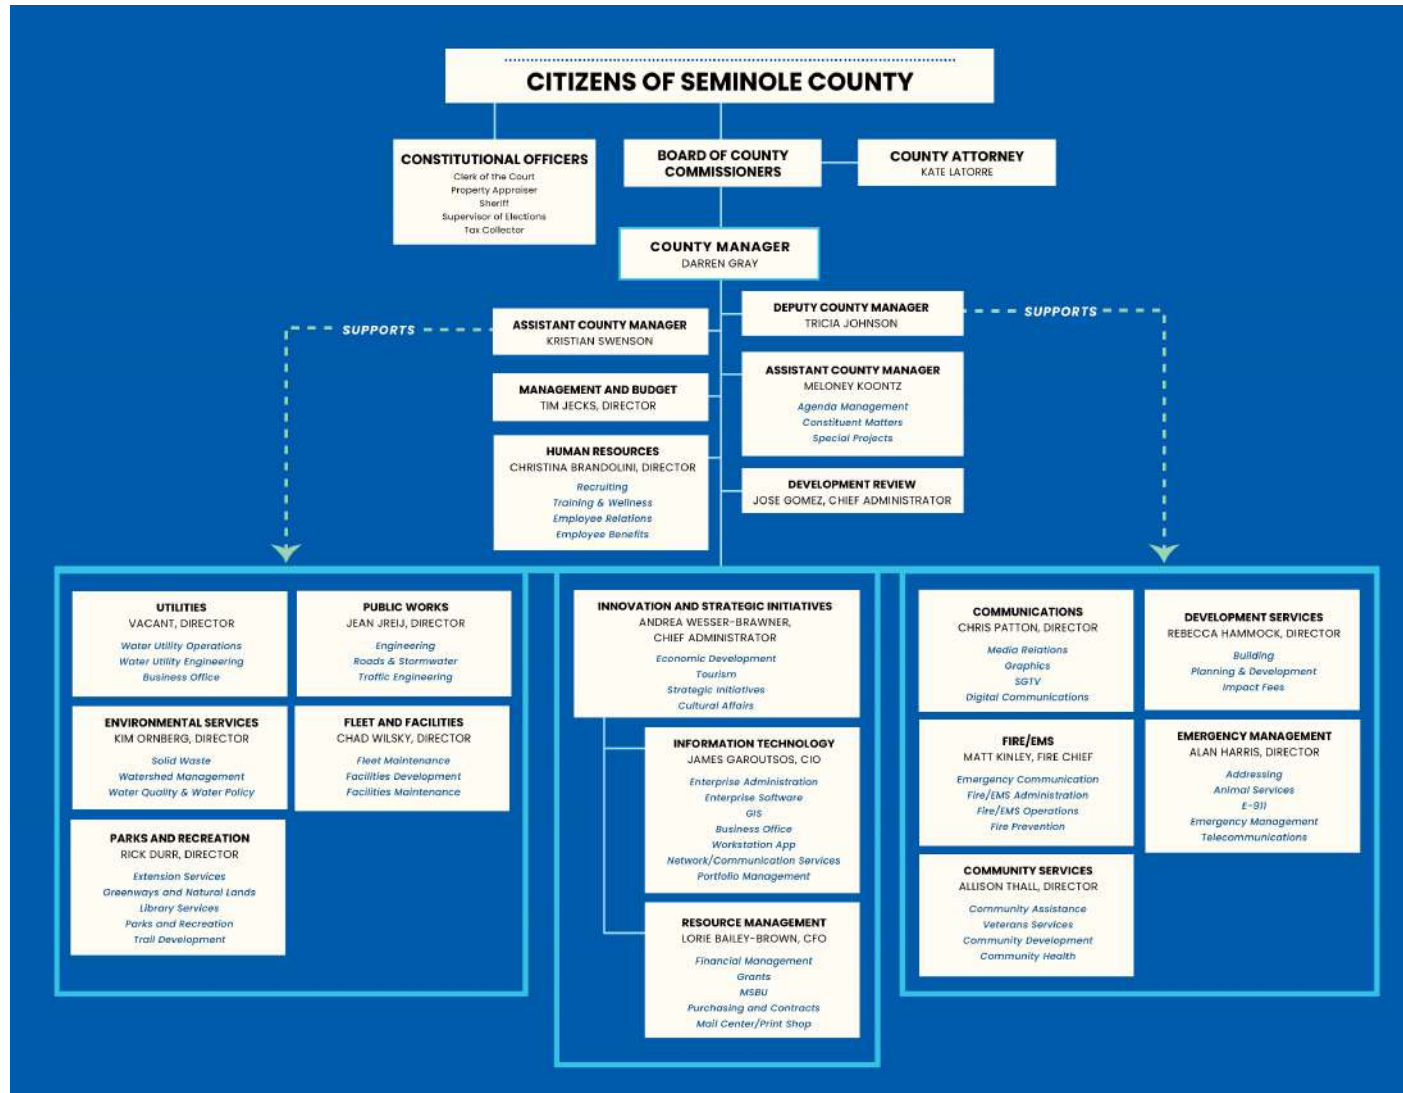 CITIZENS OF SEMINOLE COUNTY
CONSTITUTIONAL OFFICERS
Clerk of the Court
Property Appraiser
Sheriff
Supervisor of Elections
Tax Collector
BOARD OF COUNTY
COMMISSIONERS
COUNTY ATTORNEY
KATE LATORRE
COUNTY MANAGER
DARREN GRAY
SUPPORTS
ASSISTANT COUNTY MANAGER
KRISTIAN SWENSON
DEPUTY COUNTY MANAGER
TRICIA JOHNSON
SUPPORTS
MANAGEMENT AND BUDGET
TIM JECKS, DIRECTOR
ASSISTANT COUNTY MANAGER
MELONEY KOONTZ
Agenda Management
Constituent Matters
Special Projects
HUMAN RESOURCES
CHRISTINA BRANDOLINI, DIRECTOR
Recruiting
Training & Wellness
Employee Relations
Employee Benefits
DEVELOPMENT REVIEW
JOSE GOMEZ, CHIEF ADMINISTRATOR
UTILITIES
VACANT, DIRECTOR
Water Utility Operations
Water Utility Engineering
Business Office
PUBLIC WORKS
JEAN JREIJ, DIRECTOR
Engineering
Roads & Stormwater
Traffic Engineering
ENVIRONMENTAL SERVICES
KIM ORNBERG, DIRECTOR
Solid Waste
Watershed Management
Water Quality & Water Policy
FLEET AND FACILITIES
CHAD WILSKY, DIRECTOR
Fleet Maintenance
Facilities Development
Facilities Maintenance
PARKS AND RECREATION
RICK DURR, DIRECTOR
Extension Services
Greenways and Natural Lands
Library Services
Parks and Recreation
Trail Development
INNOVATION AND STRATEGIC INITIATIVES
ANDREA WESSER-BRAWNER,
CHIEF ADMINISTRATOR
Economic Development
Tourism
Strategic Initiatives
Cultural Affairs
INFORMATION TECHNOLOGY
JAMES GAROUTSOS, CIO
Enterprise Administration
Enterprise Software
GIS
Business Office
Workstation App
Network/Communication Services
Portfolio Management
RESOURCE MANAGEMENT
LORIE BAILEY-BROWN, CFO
Financial Management
Grants
MSBU
Purchasing and Contracts
Mail Center/Print Shop
COMMUNICATIONS
CHRIS PATTON, DIRECTOR
Media Relations
Graphics
SGTV
Digital Communications
DEVELOPMENT SERVICES
REBECCA HAMMOCK, DIRECTOR
Building
Planning & Development
Impact Fees
FIRE/EMS
MATT KINLEY, FIRE CHIEF
Emergency Communication
Fire/EMS Administration
Fire/EMS Operations
Fire Prevention
EMERGENCY MANAGEMENT
ALAN HARRIS, DIRECTOR
Addressing
Animal Services
E-911
Emergency Management
Telecommunications
COMMUNITY SERVICES
ALLISON THALL, DIRECTOR
Community Assistance
Veterans Services
Community Development
Community Health